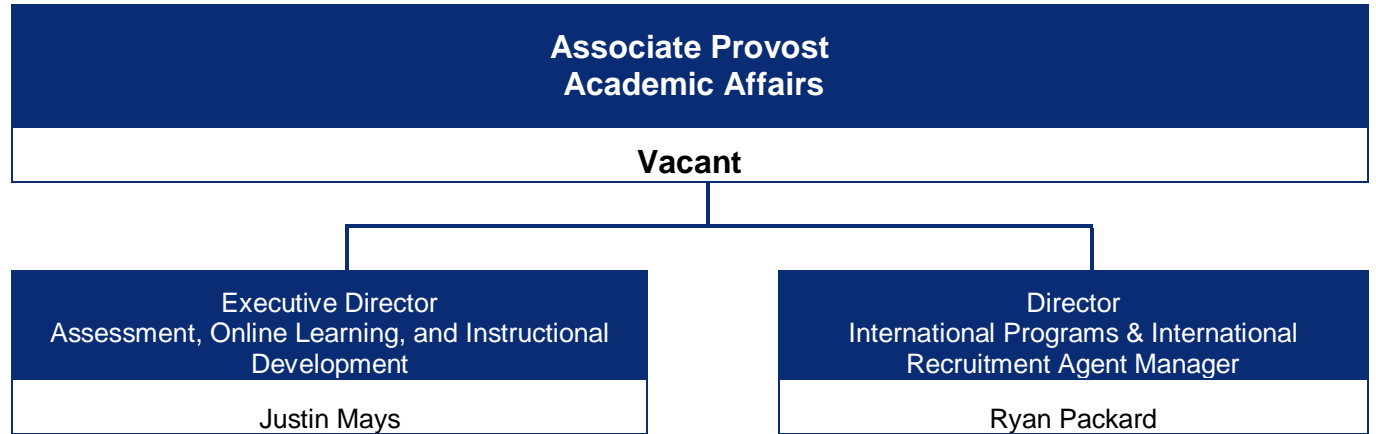 Associate Provost
Academic Affairs
Vacant
Executive Director
Assessment, Online Learning, and Instructional
Development
Justin Mays
Director
International Programs & International
Recruitment Agent Manager
Ryan Packard